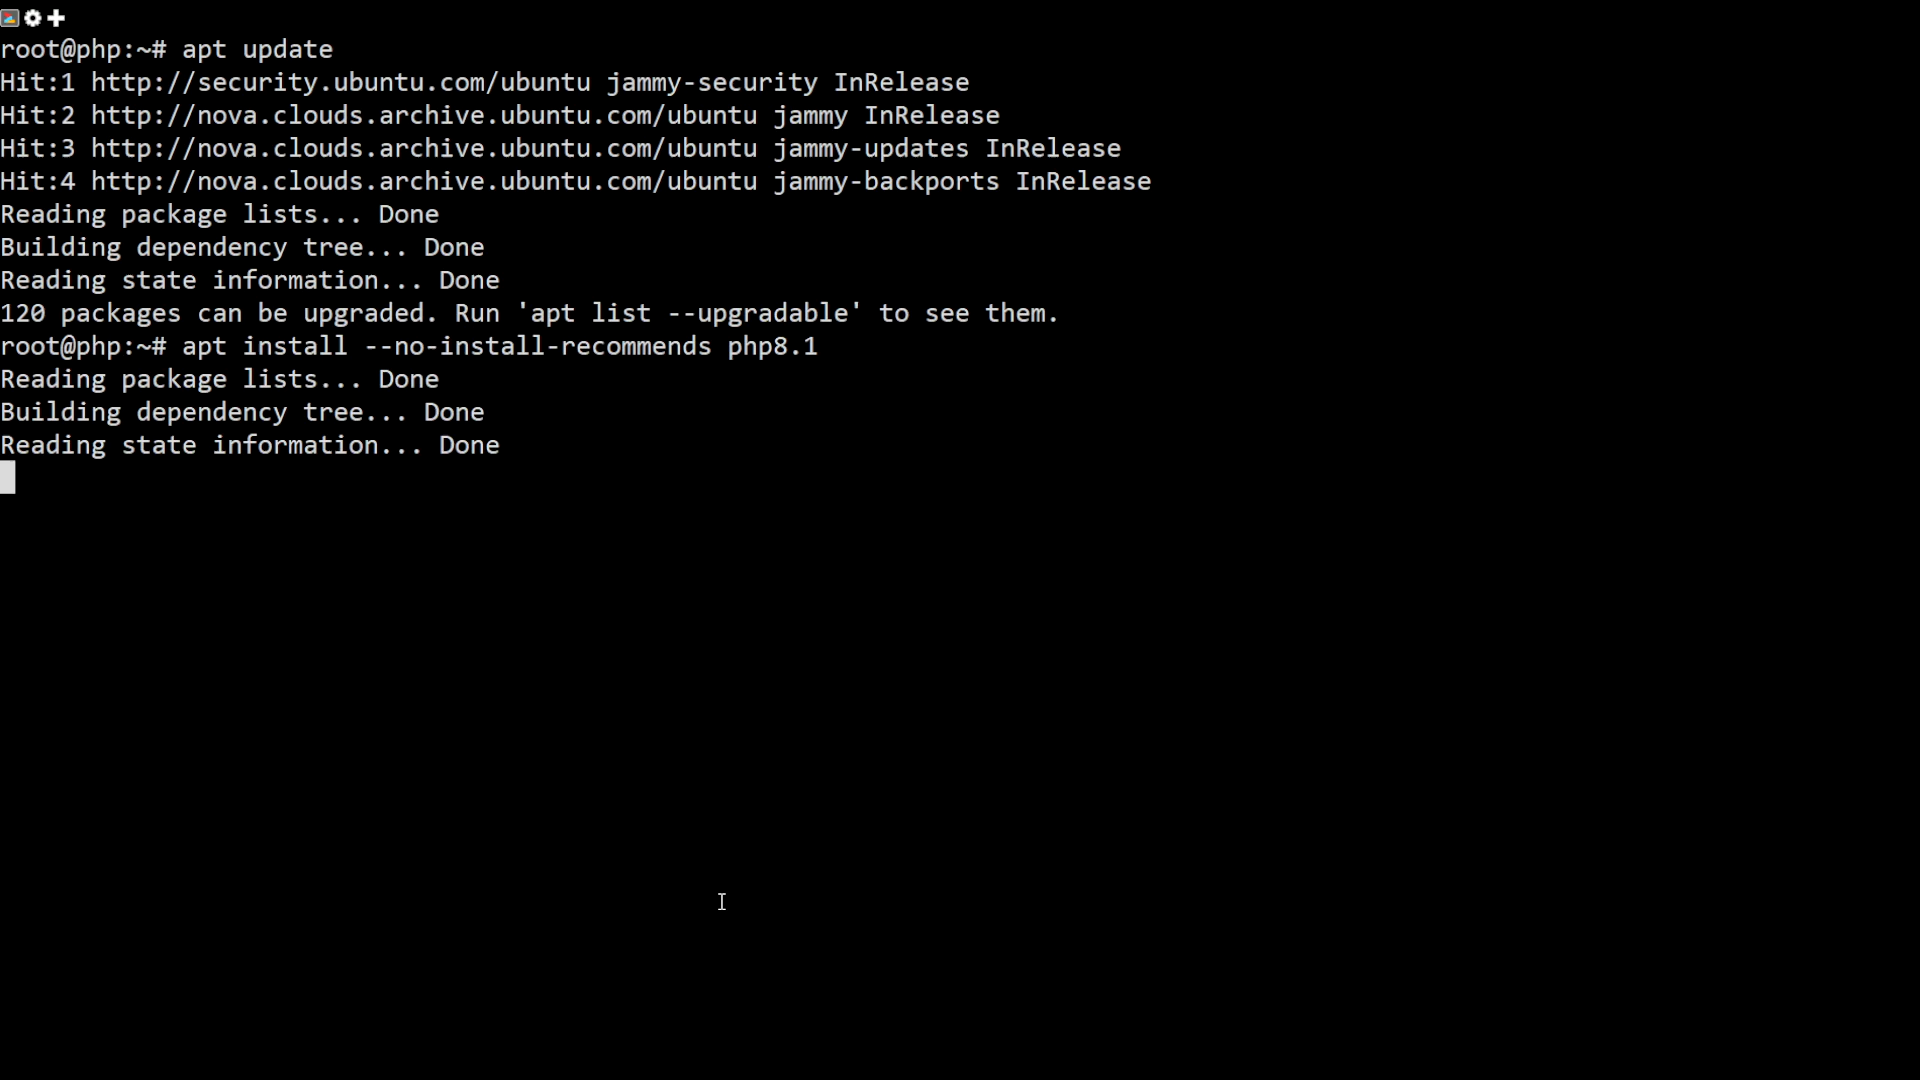 root@php:~# apt update
Hit:1 http://security.ubuntu.com/ubuntu jammy-security InRelease
Hit:2 http://nova.clouds.archive.ubuntu.com/ubuntu jammy InRelease
Hit:3 http://nova.clouds.archive.ubuntu.com/ubuntu jammy-updates InRelease
Hit:4 http://nova.clouds.archive.ubuntu.com/ubuntu jammy-backports InRelease
Reading package lists... Done
Building dependency tree... Done
Reading state information... Done
120 packages can be upgraded. Run 'apt list --upgradable' to see them.
root@php:~# apt install --no-install-recommends php8.1
Reading package lists... Done
Building dependency tree... Done
Reading state information... Done